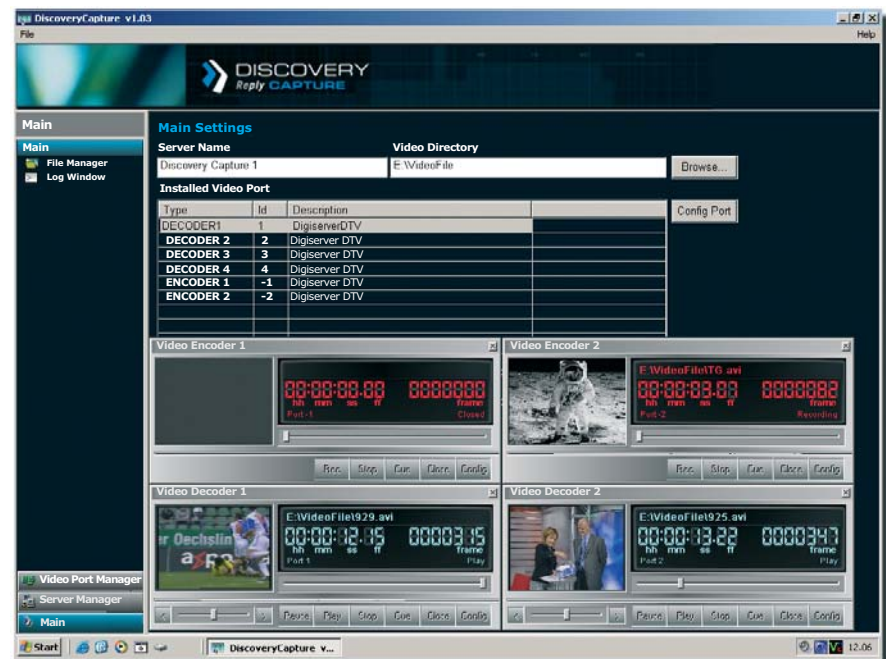 DiscoveryCapture v1.03
File Help
DISCOVERY
Reply CAPTURE
Main
Main
File Manager
Log Window
Main Settings
Server Name Video Directory
Discovery Capture 1 E:\VideoFile Browse...
Installed Video Port
Type Id Description Config Port
DECODER1 1 DigiserverDTV
DECODER 2 2 Digiserver DTV
DECODER 3 3 Digiserver DTV
DECODER 4 4 Digiserver DTV
ENCODER 1 -1 Digiserver DTV
ENCODER 2 -2 Digiserver DTV
Video Encoder 1
00:00:00.00 0000000
hh mm ss ff frame
Port -1 Closed
Rec. Stop Cue Close Config
Video Encoder 2
E:\VideoFile\TG.avi
00:00:03.01 0000082
hh mm ss ff frame
Port -2 Recording
Rec. Stop Cue Close Config
Video Decoder 1
er Oechslin
E:\VideoFile\929.avi
00:00:12.15 0000315
hh mm ss ff frame
Port 1 Play
< > Pause Play Stop Cue Close Config
Video Decoder 2
E:\VideoFile\925.avi
00:00:13.22 0000347
hh mm ss ff frame
Port 2 Play
< > Pause Play Stop Cue Close Config
Video Port Manager
Server Manager
Main
Start DiscoveryCapture v... 12.06